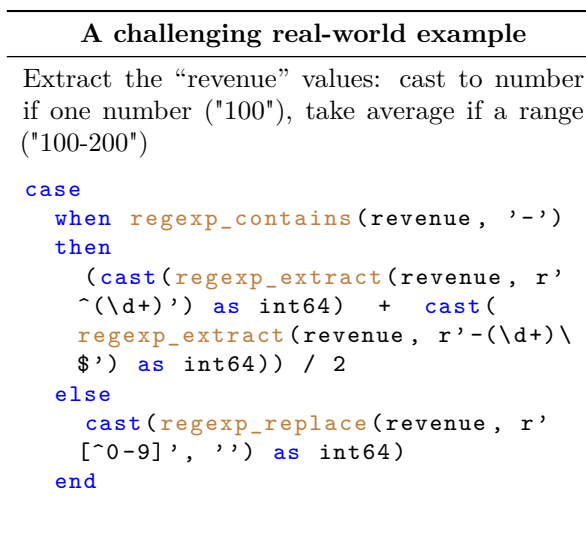 A challenging real-world example
Extract the “revenue” values: cast to number
if one number ("100"), take average if a range
("100-200")
case
when regexp_contains(revenue, '-')
then
(cast(regexp_extract(revenue, r'
^(\d+)') as int64) + cast(
regexp_extract(revenue, r'-(\d+)\
$') as int64)) / 2
else
cast(regexp_replace(revenue, r'
[^0-9]', '') as int64)
end